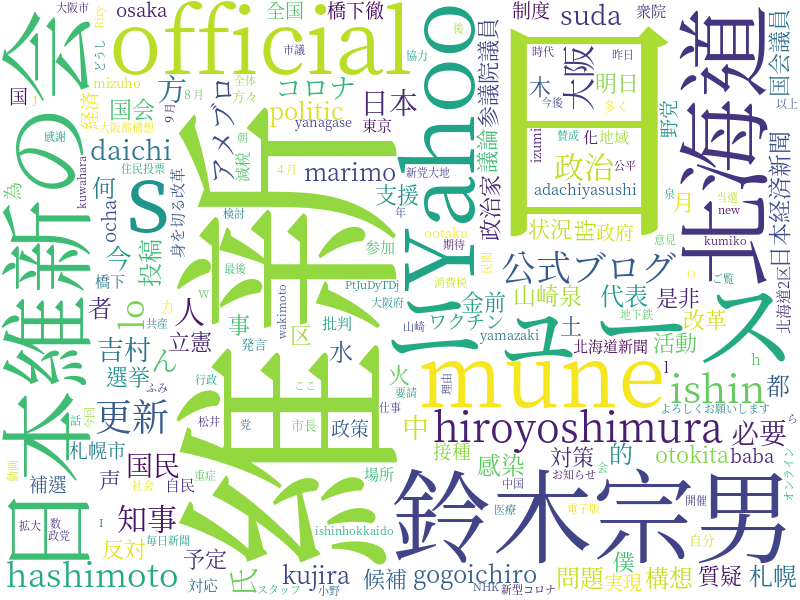 大阪市
osaka
Rity
全国
橋下徹
制度
suda
衆院
official
日本維新の会
どうし
市議
協力
後
時代
昨日
国会議員
国
mizuho
８月
全体
方々
方
コロナ
yahoo
参議院議員
大阪
木
明日
今後
多く
以上
北海道
経済
了
国会
９月
日本
politic
大阪部構想
yanagase
東京
議論
野党
賛成
化
地域
izumi
公平
感謝
daichi
アメブロ
朝
減税
marimo
新党大地
政治
adachiyasushi
泉
当選
為
kuwahara
住民投票
何
s
４月
支援
年
政治家
国
日本経済新聞
ocha
身を切る改革
維新
参加
期待
ootaku
状況
州
政府
月
意見
new
今
投稿
検討
公式ブログ
民間
消費税
o
kumiko
ご覧
橋下
最後
w
PtJuDyTDj
大阪府
金前
山崎泉
代表
是非
北海道2区
者
lo
人
事
力
wakimoto
批判
ワクチン
土
地下鉄
改革
共産
発言
区
山崎
yamazaki
北海道新聞
活動
h
吉村
ん
立憲
水
ニュース
選挙
ふみ
行政
ここ
火
要請
理由
mune
l
ishin
都
更新
松井
党
市長
政策
仕事
よろしくお願いします
話
今回
中
hiroyoshimura
必要
ら
札幌市
声
国民
接種
感染
的
対策
otokita
baba
動画
補選
社会
自民
重症
場所
鈴木宗男
お知らせ
会
オンライン
中国
開催
拡大
数
政党
I
知事
ishinhokkaido
医療
電子版
自分
反対
毎日新聞
予定
僕
hashimoto
氏
対応
スタッフ
kujira
小野
候補
gogoichiro
NHK
新型コロナ
問題
実現
構想
質疑
札幌